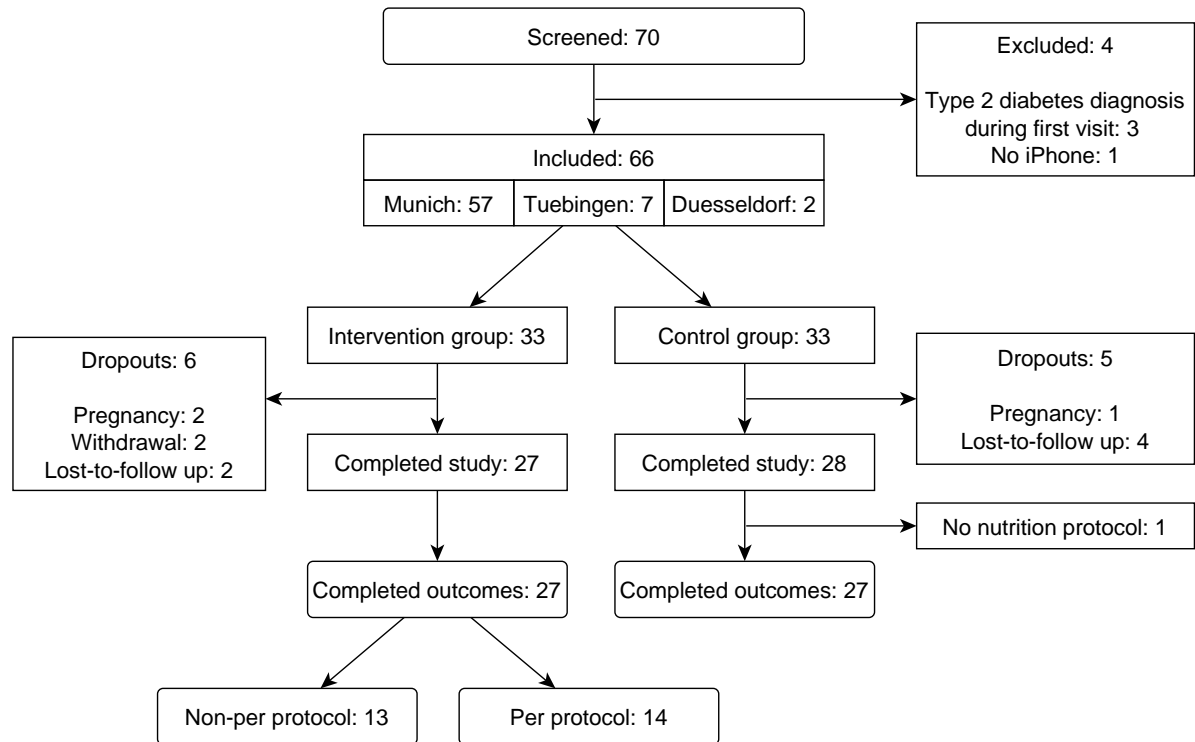 Screened: 70
Excluded: 4
Type 2 diabetes diagnosis
during first visit: 3
No iPhone: 1
Included: 66
Munich: 57
Tuebingen: 7
Duesseldorf: 2
Intervention group: 33
Control group: 33
Dropouts: 6
Pregnancy: 2
Withdrawal: 2
Lost-to-follow up: 2
Dropouts: 5
Pregnancy: 1
Lost-to-follow up: 4
Completed study: 27
Completed study: 28
No nutrition protocol: 1
Completed outcomes: 27
Completed outcomes: 27
Non-per protocol: 13
Per protocol: 14